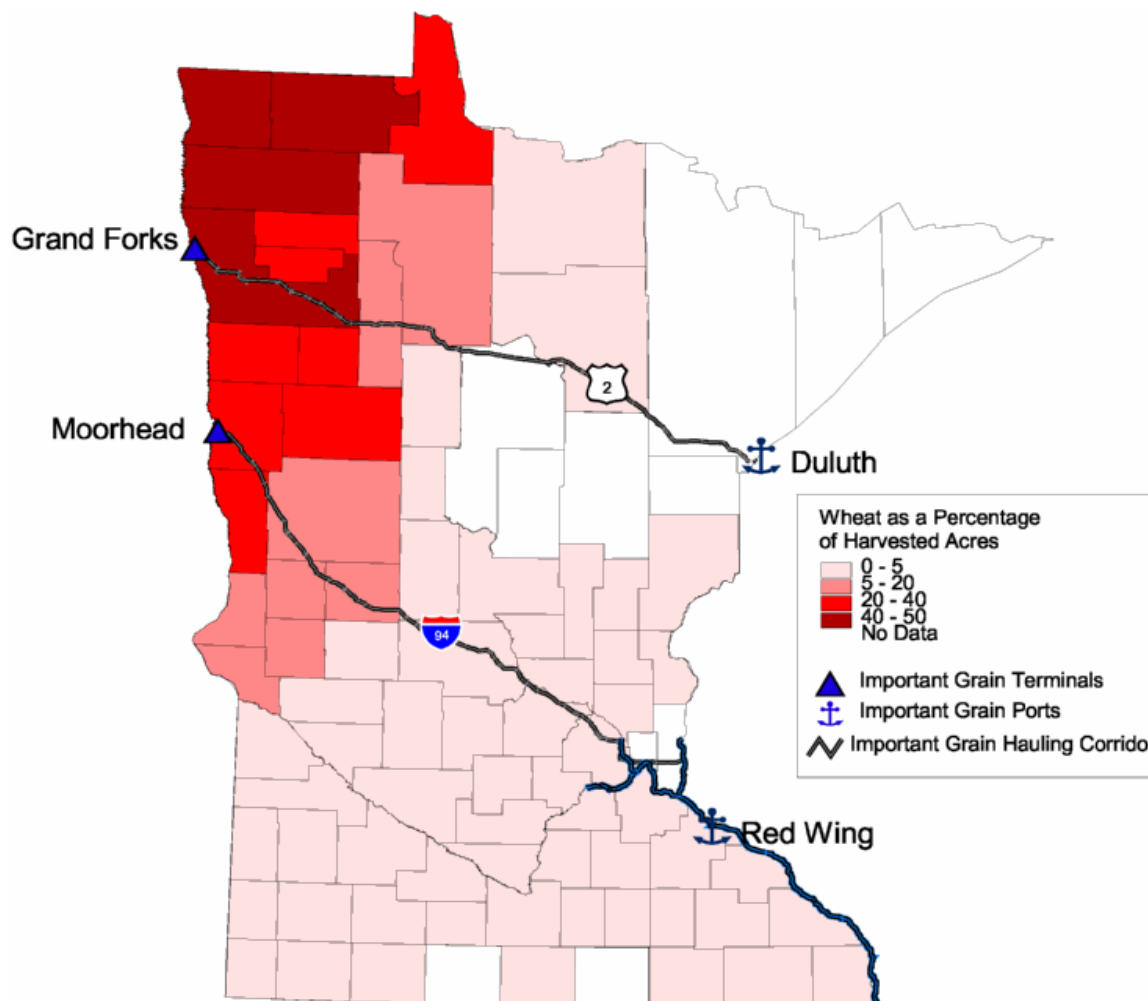 Grand Forks
2
Moorhead
Duluth
Wheat as a Percentage
of Harvested Acres
0 - 5
5 - 20
20 - 40
40 - 50
No Data
94
Important Grain Terminals
Important Grain Ports
Important Grain Hauling Corrido
Red Wing